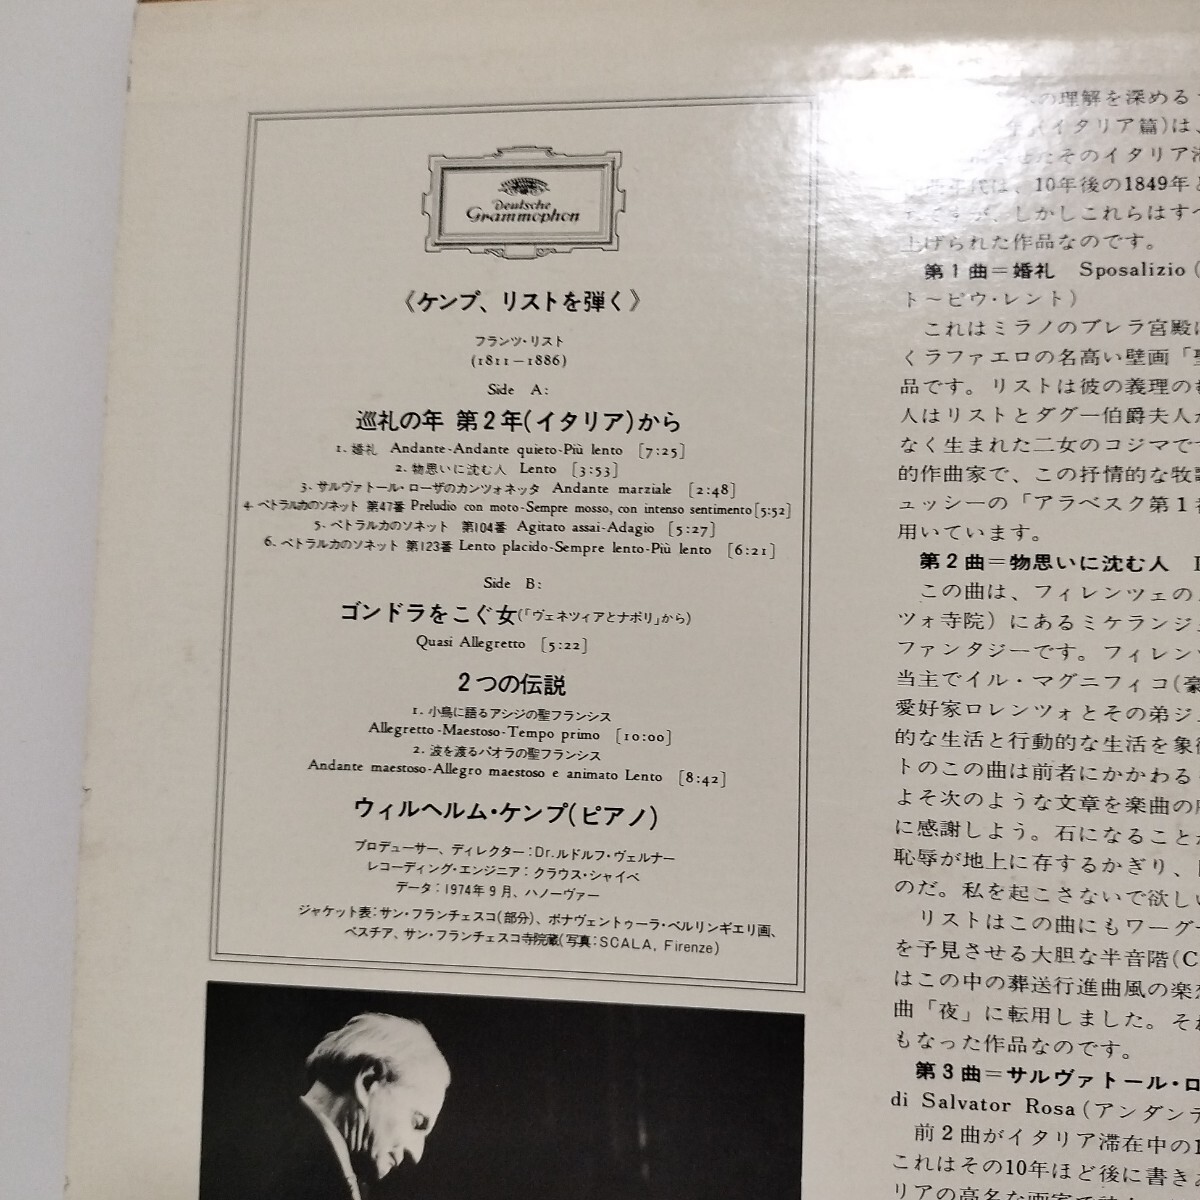 Deutsche
Grammophon
《ケンプ、リストを弾く》
フランツ・リスト
(1811－1886)
Side A:
巡礼の年 第2年(イタリア)から
1. 婚礼 Andante-Andante quieto-Più lento [7:25]
2. 物思いに沈む人 Lento [3:53]
3. サルヴァトール・ローザのカンツォネッタ Andante marziale [2:48]
4. ペトラルカのソネット 第47番 Preludio con moto-Sempre mosso, con intenso sentimento [5:52]
5. ペトラルカのソネット 第104番 Agitato assai-Adagio [5:27]
6. ペトラルカのソネット 第123番 Lento placido-Sempre lento-Più lento [6:21]
Side B:
ゴンドラをこぐ女(「ヴェネツィアとナポリ」から)
Quasi Allegretto [5:22]
2つの伝説
1. 小鳥に語るアシジの聖フランシス
Allegretto-Maestoso-Tempo primo [10:00]
2. 波を渡るパオラの聖フランシス
Andante maestoso-Allegro maestoso e animato Lento [8:42]
ウィルヘルム・ケンプ(ピアノ)
プロデューサー、ディレクター：Dr.ルドルフ・ヴェルナー
レコーディング・エンジニア：クラウス・シャイベ
データ：1974年9月、ハノーヴァー
ジャケット表：サン・フランチェスコ(部分)、ボナヴェントゥーラ・ベルリンギエリ画、
ペスチア、サン・フランチェスコ寺院蔵(写真：SCALA, Firenze)
の理解を深める
イタリア篇)は、
たそのイタリア滞
年代は、10年後の1849年と
が、しかしこれらはすべ
上げられた作品なのです。
第1曲＝婚礼 Sposalizio (
ト～ピウ・レント)
これはミラノのブレラ宮殿に
くラファエロの名高い壁画「聖
品です。リストは彼の義理の
人はリストとダグー伯爵夫人が
なく生まれた二女のコジマで
的作曲家で、この抒情的な牧
ュッシーの「アラベスク第1番
用いています。
第2曲＝物思いに沈む人
この曲は、フィレンツェの
ツォ寺院)にあるミケランジェ
ファンタジーです。フィレンツ
当主でイル・マグニフィコ(豪
愛好家ロレンツォとその弟ジュ
的な生活と行動的な生活を象徴
トのこの曲は前者にかかわる
よそ次のような文章を楽曲の
に感謝しよう。石になることが
恥辱が地上に存するかぎり、
のだ。私を起こさないで欲しい
リストはこの曲にもワーグナ
を予見させる大胆な半音階(C
はこの中の葬送行進曲風の楽想
曲「夜」に転用しました。それ
もなった作品なのです。
第3曲＝サルヴァトール・ロ
di Salvator Rosa (アンダンテ
前2曲がイタリア滞在中の1
これはその10年ほど後に書き
リアの高名な画家で